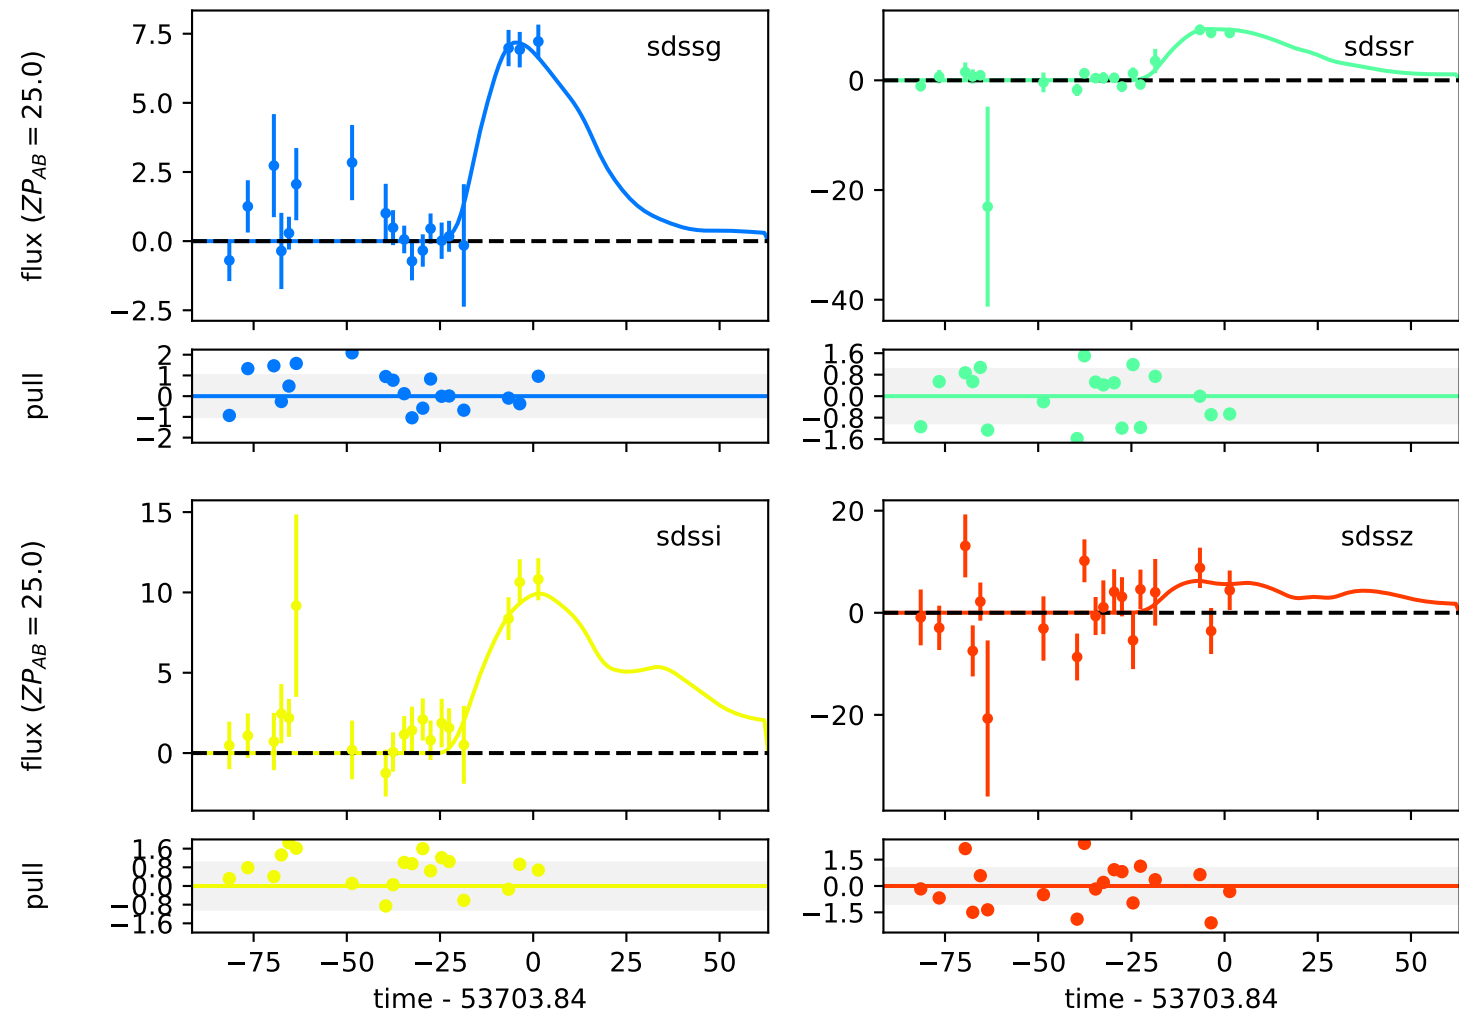 flux (ZP_AB = 25.0)
7.5
5.0
2.5
0.0
−2.5
sdssg
0
−20
−40
sdssr
pull
2
1
0
−1
−2
1.6
0.8
0.0
−0.8
−1.6
flux (ZP_AB = 25.0)
15
10
5
0
sdssi
20
0
−20
sdssz
pull
1.6
0.8
0.0
−0.8
−1.6
1.5
0.0
−1.5
−75 −50 −25 0 25 50
−75 −50 −25 0 25 50
time - 53703.84
time - 53703.84